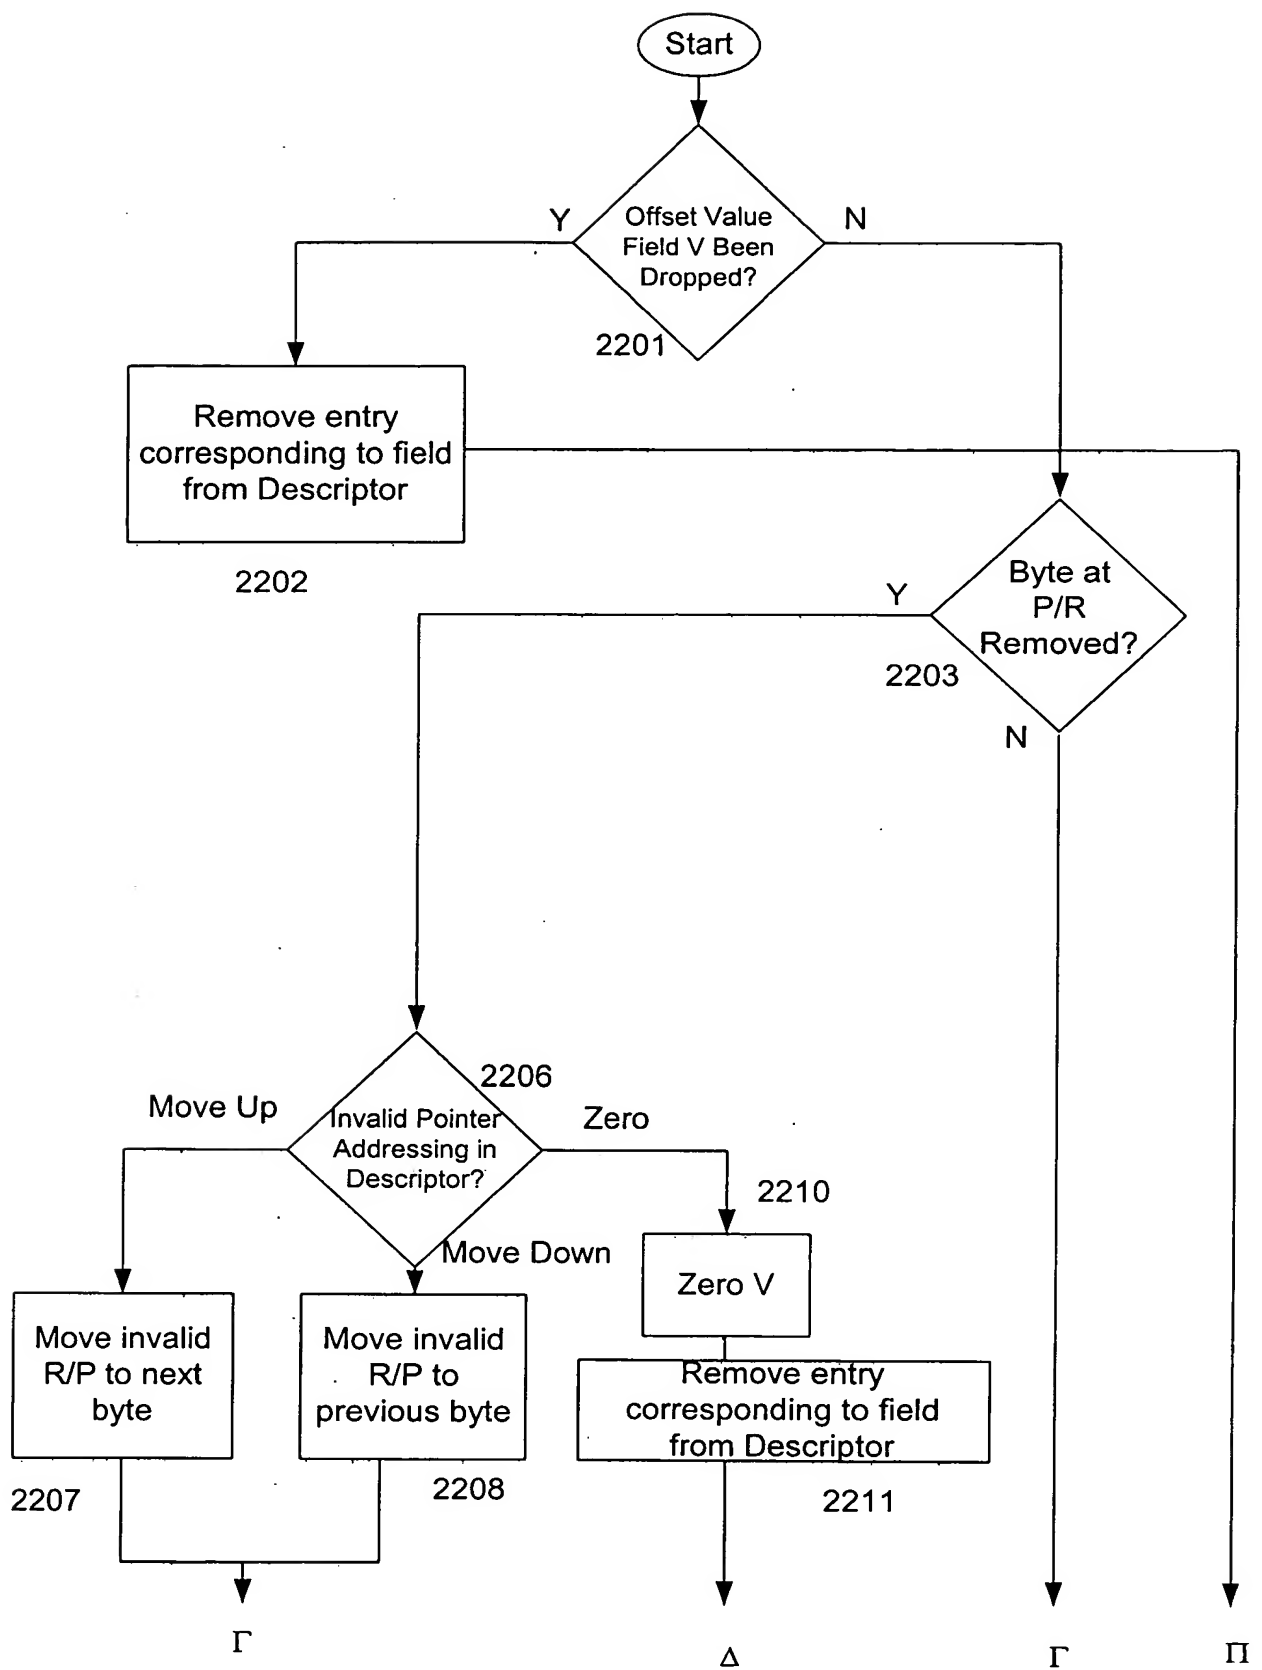 Start
Y
N
Offset Value
Field V Been
Dropped?
2201
Remove entry
corresponding to field
from Descriptor
2202
Byte at
P/R
Removed?
Y
2203
N
2206
Move Up
Zero
Invalid Pointer
Addressing in
Descriptor?
2210
Move Down
Zero V
Move invalid
R/P to next
byte
Move invalid
R/P to
previous byte
Remove entry
corresponding to field
from Descriptor
2207
2208
2211
Γ
Δ
Γ
Π